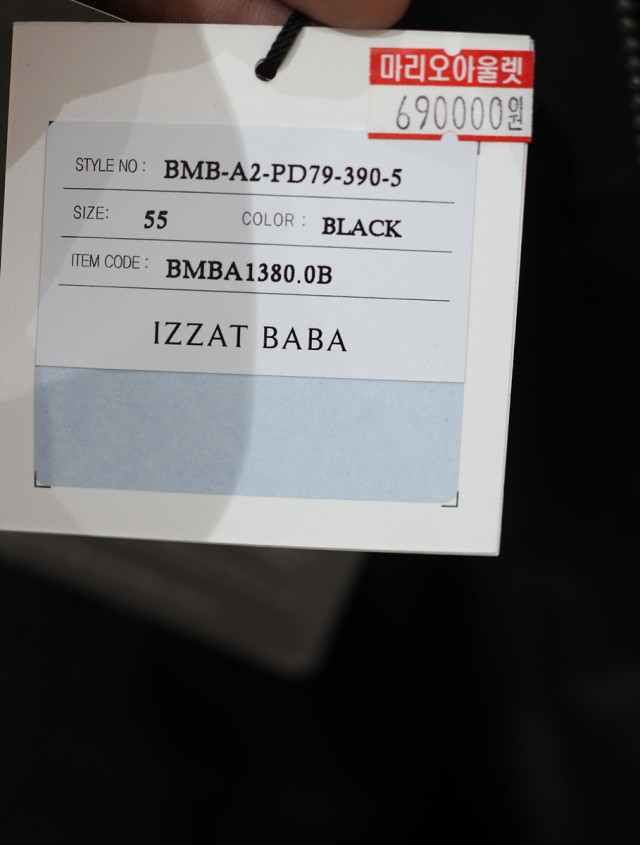 마리오아울렛
690000원
STYLE NO : BMB-A2-PD79-390-5
SIZE: 55 COLOR : BLACK
ITEM CODE : BMBA1380.0B
IZZAT BABA